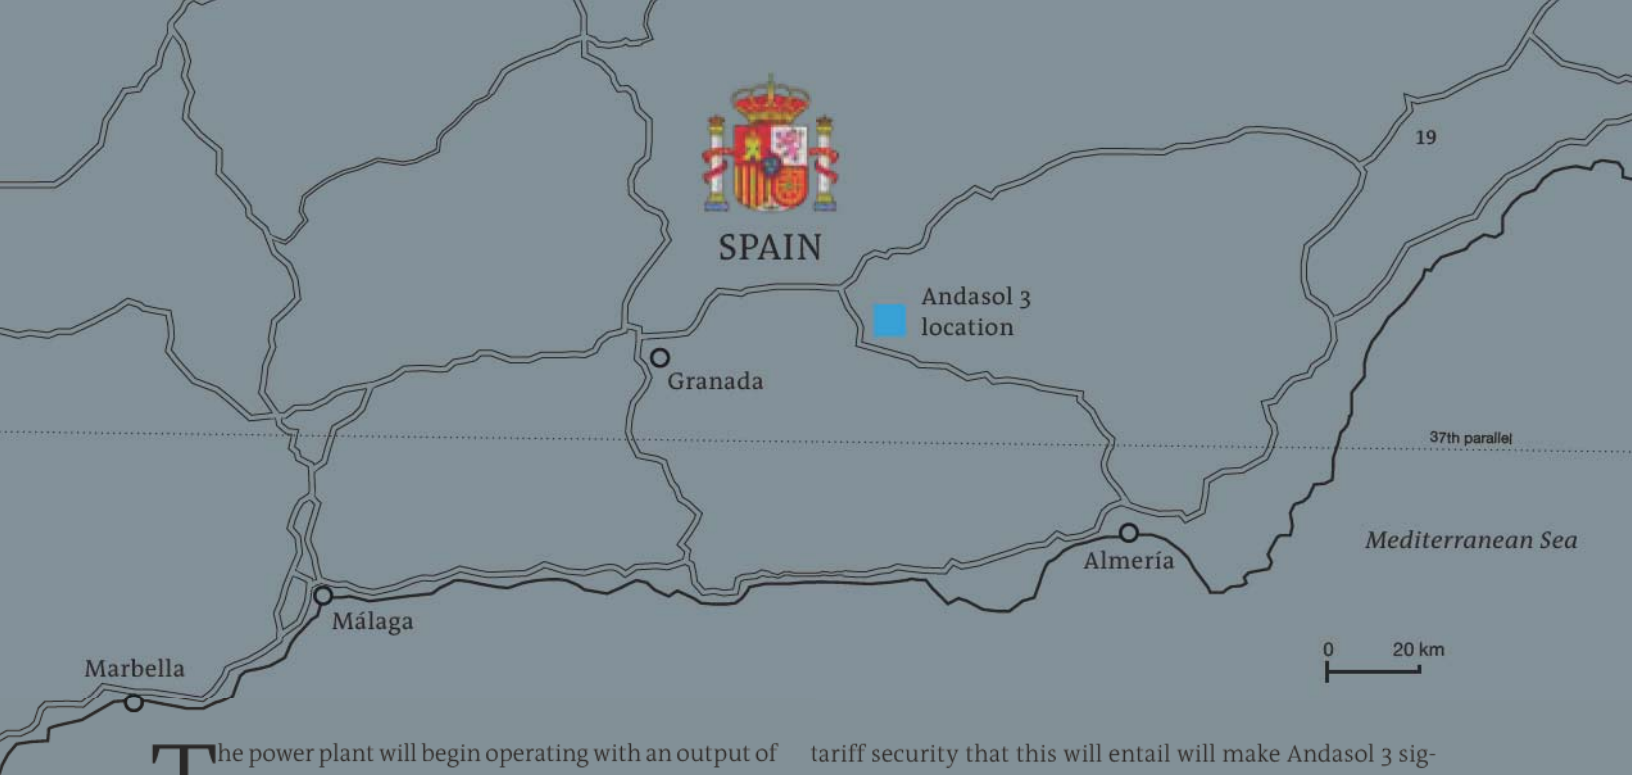 19
SPAIN
Andasol 3
location
Granada
37th parallel
Mediterranean Sea
Almería
Málaga
0 20 km
Marbella
The power plant will begin operating with an output of
tariff security that this will entail will make Andasol 3 sig-